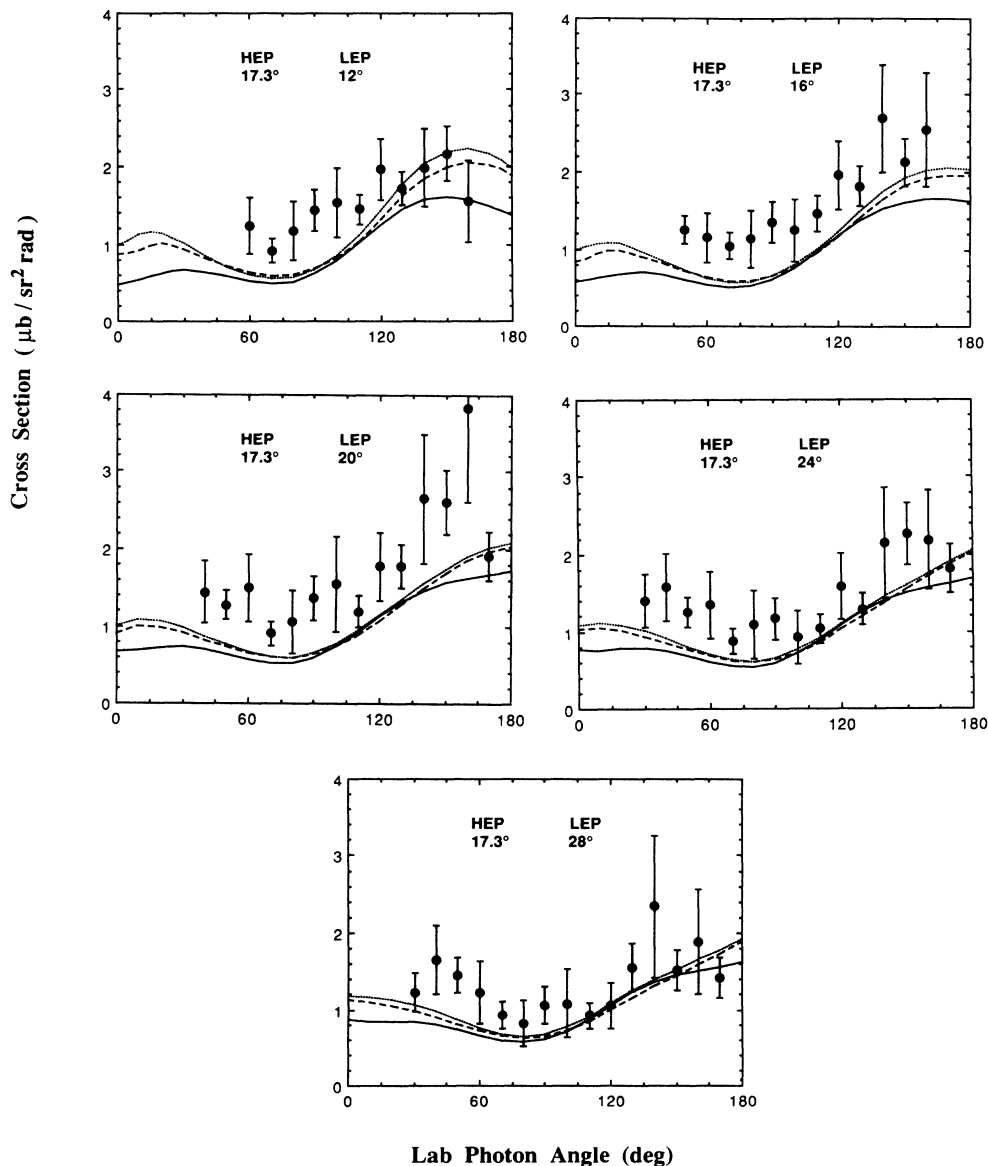 Cross Section ( μb / sr² rad)
4
3
2
1
0
HEP LEP
17.3° 12°
0 60 120 180
4
3
2
1
0
HEP LEP
17.3° 16°
0 60 120 180
4
3
2
1
0
HEP LEP
17.3° 20°
0 60 120 180
4
3
2
1
0
HEP LEP
17.3° 24°
0 60 120 180
4
3
2
1
0
HEP LEP
17.3° 28°
0 60 120 180
Lab Photon Angle (deg)